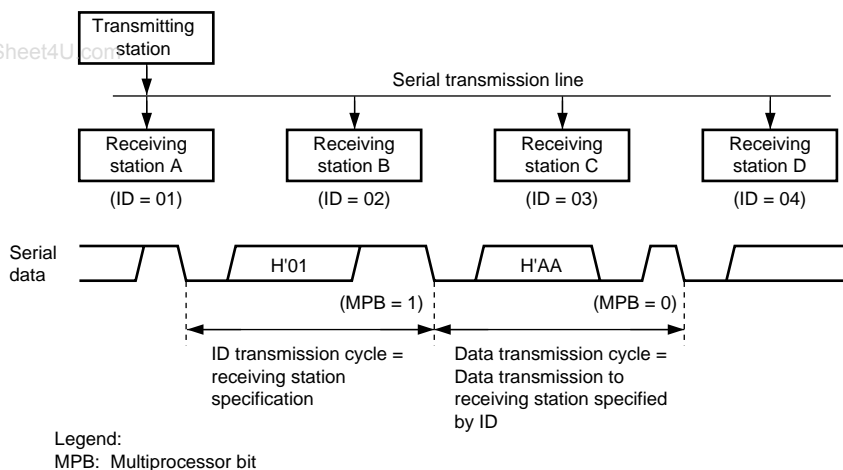 Transmitting
station
Sheet4U.com
Serial transmission line
Receiving
station A
Receiving
station B
Receiving
station C
Receiving
station D
(ID = 01)
(ID = 02)
(ID = 03)
(ID = 04)
Serial
data
H'01
H'AA
(MPB = 1)
(MPB = 0)
ID transmission cycle =
receiving station
specification
Data transmission cycle =
Data transmission to
receiving station specified
by ID
Legend:
MPB: Multiprocessor bit